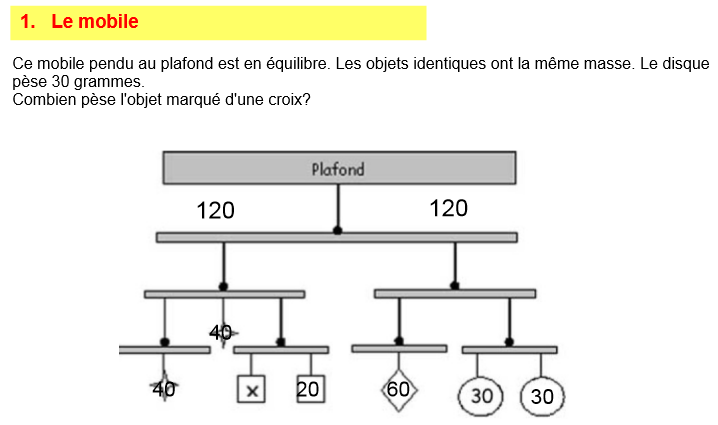 1. Le mobile
Ce mobile pendu au plafond est en équilibre. Les objets identiques ont la même masse. Le disque
pèse 30 grammes.
Combien pèse l'objet marqué d'une croix?
Plafond
120 120
40
40 x 20 60 30 30